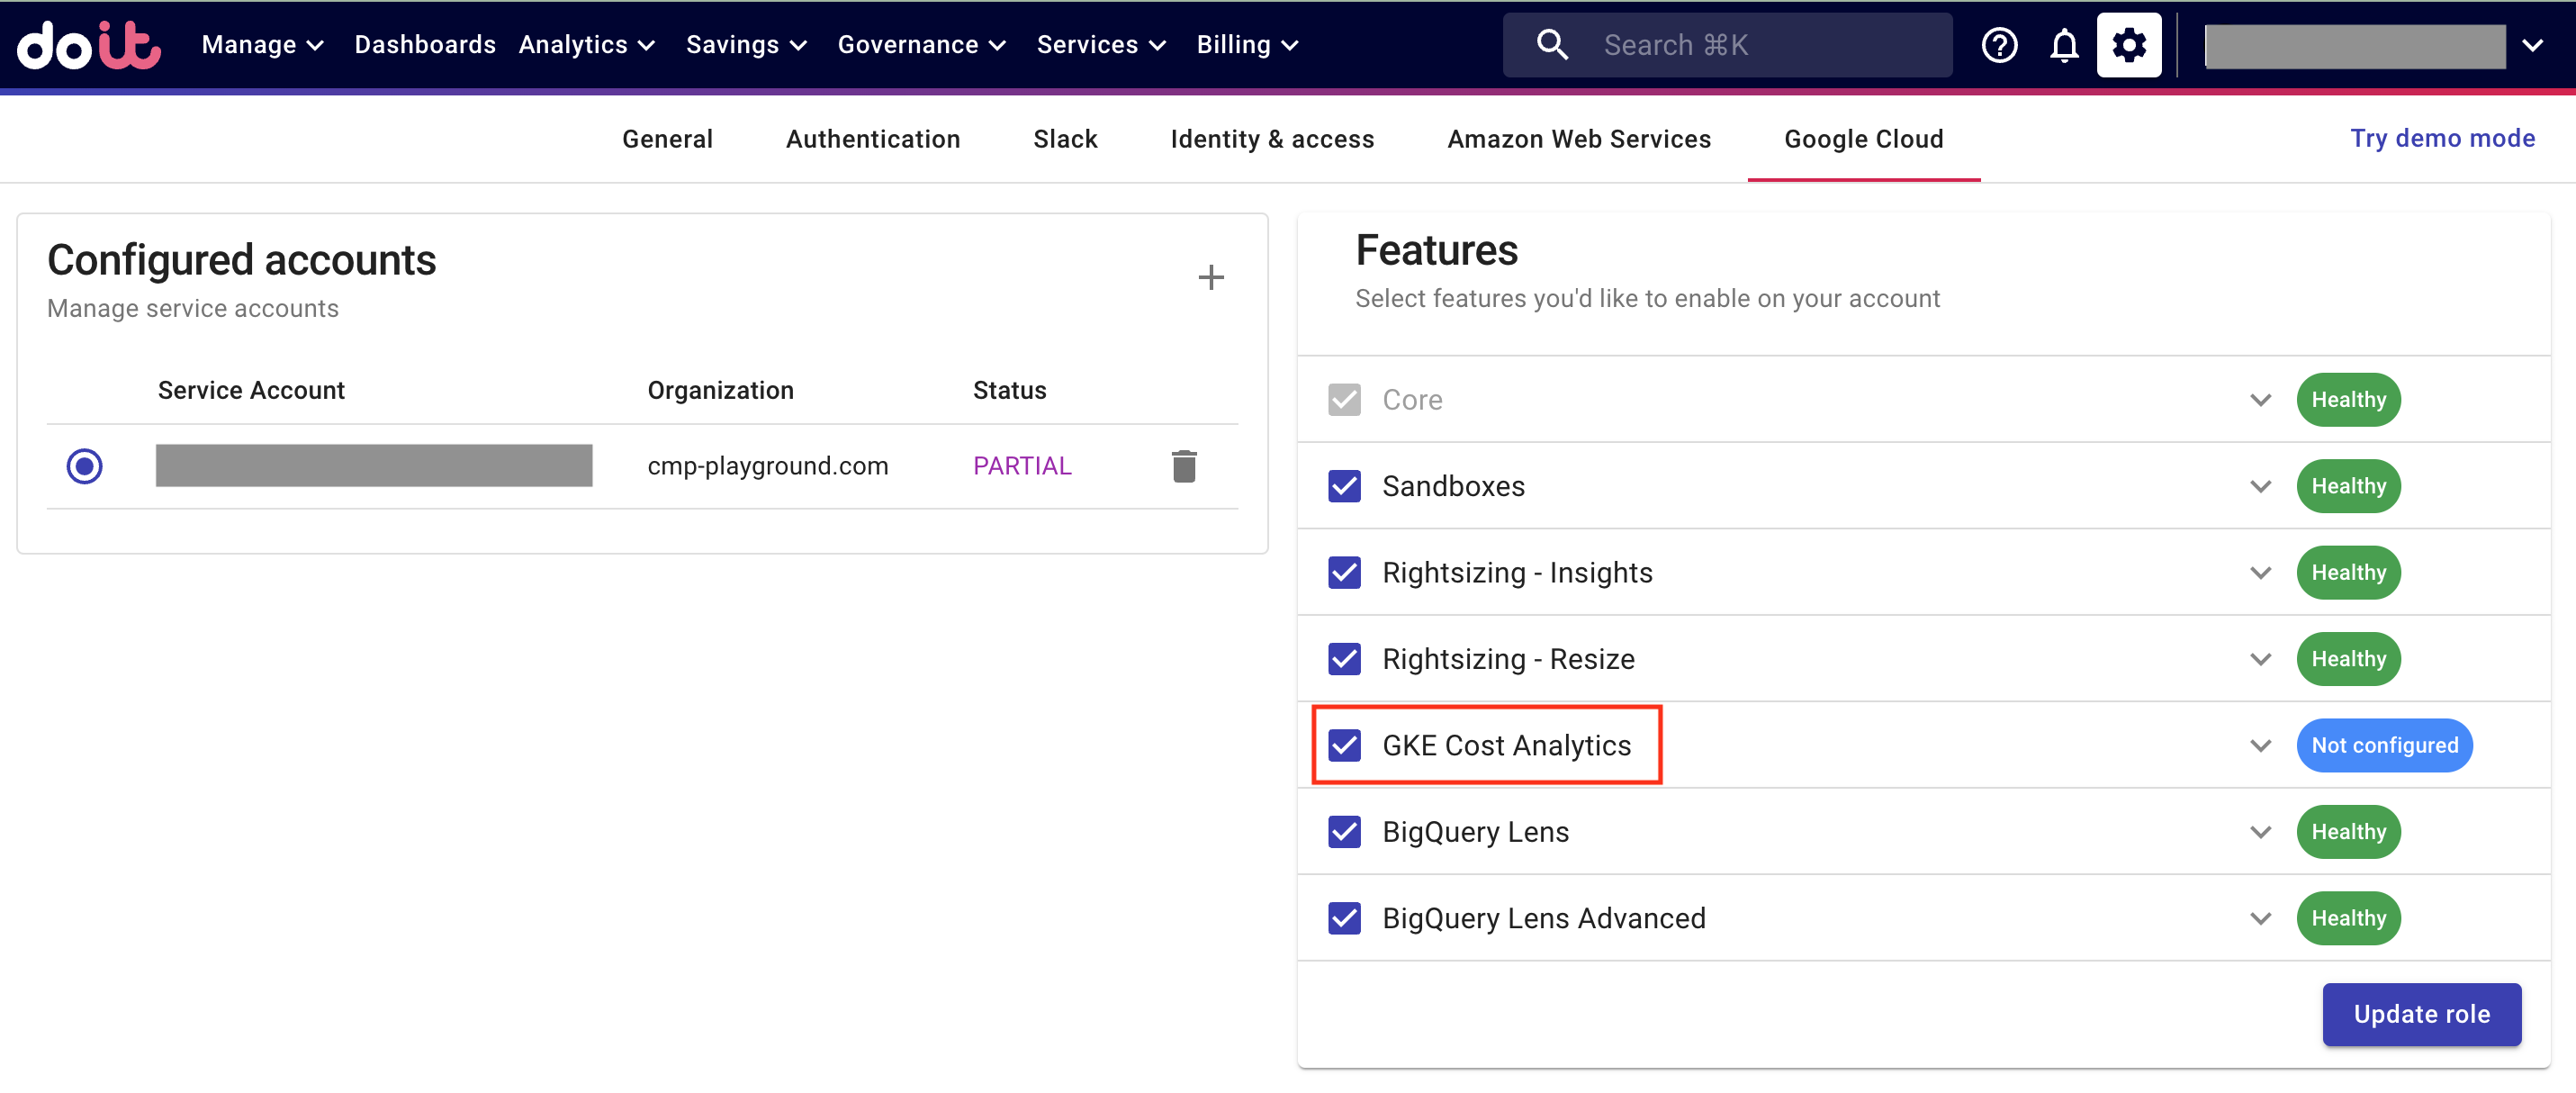 doit Manage Dashboards Analytics Savings Governance Services Billing Search ⌘K
General Authentication Slack Identity & access Amazon Web Services Google Cloud Try demo mode
Configured accounts
Manage service accounts
Service Account Organization Status
cmp-playground.com PARTIAL
Features
Select features you'd like to enable on your account
Core Healthy
Sandboxes Healthy
Rightsizing - Insights Healthy
Rightsizing - Resize Healthy
GKE Cost Analytics Not configured
BigQuery Lens Healthy
BigQuery Lens Advanced Healthy
Update role